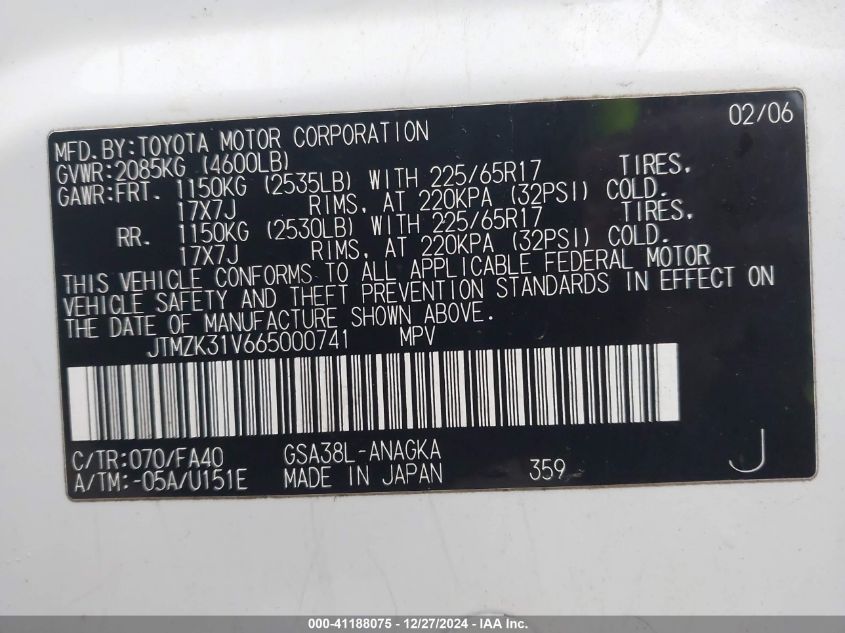 02/06
MFD.BY:TOYOTA MOTOR CORPORATION
GVWR:2085KG (4600LB)
GAWR:FRT. 1150KG (2535LB) WITH 225/65R17 TIRES,
17X7J RIMS, AT 220KPA (32PSI) COLD.
RR. 1150KG (2530LB) WITH 225/65R17 TIRES,
17X7J RIMS, AT 220KPA (32PSI) COLD.
THIS VEHICLE CONFORMS TO ALL APPLICABLE FEDERAL MOTOR
VEHICLE SAFETY AND THEFT PREVENTION STANDARDS IN EFFECT ON
THE DATE OF MANUFACTURE SHOWN ABOVE.
JTMZK31V665000741 MPV
C/TR:070/FA40 GSA38L-ANAGKA
A/TM:-05A/U151E MADE IN JAPAN 359 J
000-41188075 - 12/27/2024 - IAA Inc.